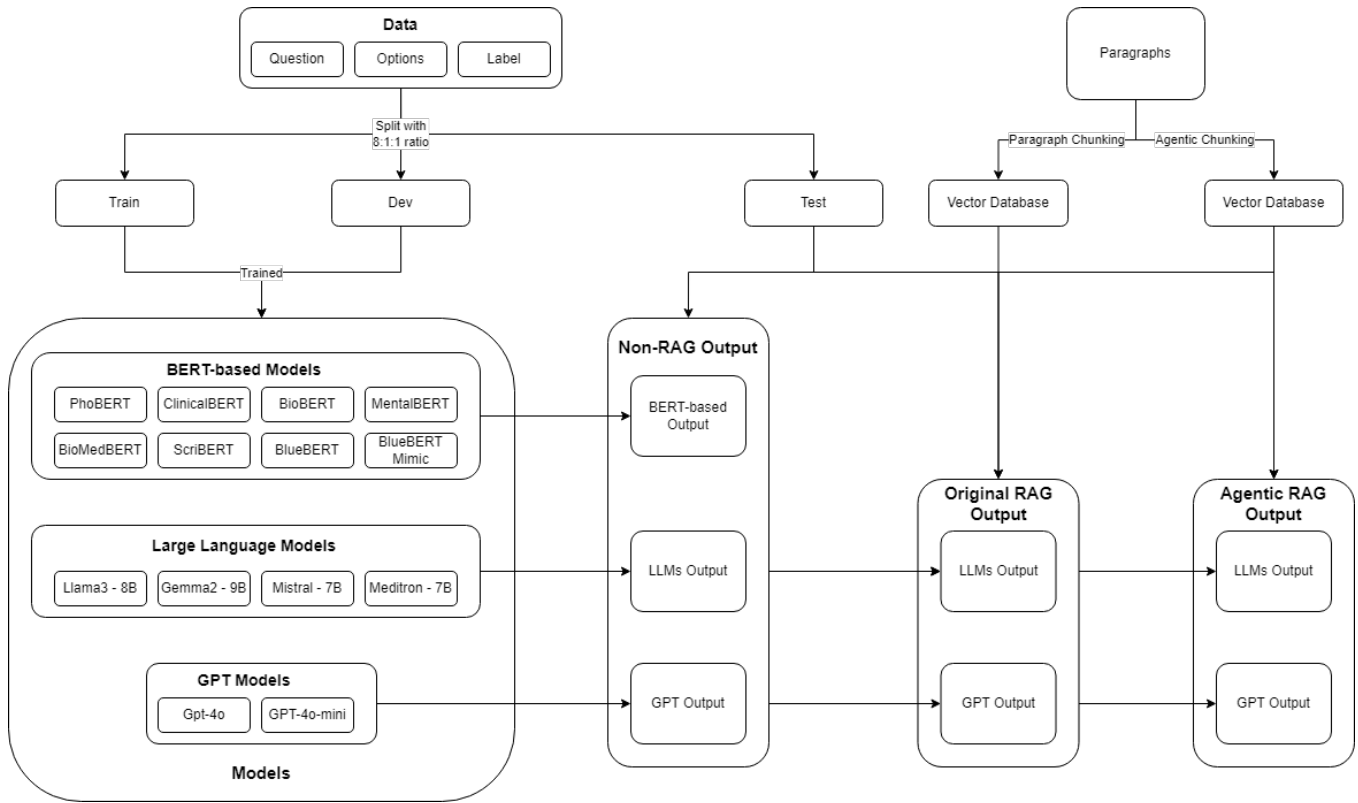 Data
Question
Options
Label
Paragraphs
Split with
8:1:1 ratio
Paragraph Chunking
Agentic Chunking
Train
Dev
Test
Vector Database
Vector Database
Trained
BERT-based Models
PhoBERT
ClinicalBERT
BioBERT
MentalBERT
BioMedBERT
ScriBERT
BlueBERT
BlueBERT
Mimic
Large Language Models
Llama3 - 8B
Gemma2 - 9B
Mistral - 7B
Meditron - 7B
GPT Models
Gpt-4o
GPT-4o-mini
Models
Non-RAG Output
BERT-based
Output
LLMs Output
GPT Output
Original RAG
Output
LLMs Output
GPT Output
Agentic RAG
Output
LLMs Output
GPT Output